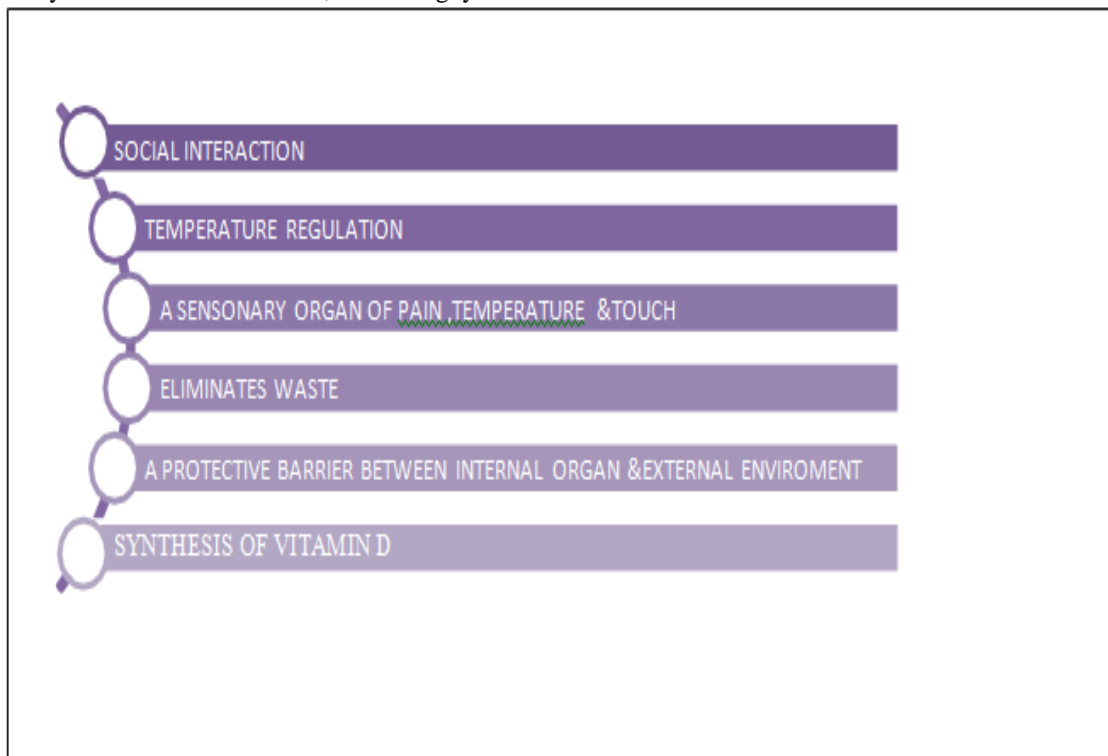 SOCIAL INTERACTION
TEMPERATURE REGULATION
A SENSONARY ORGAN OF PAIN ,TEMPERATURE &TOUCH
ELIMINATES WASTE
A PROTECTIVE BARRIER BETWEEN INTERNAL ORGAN &EXTERNAL ENVIROMENT
SYNTHESIS OF VITAMIN D